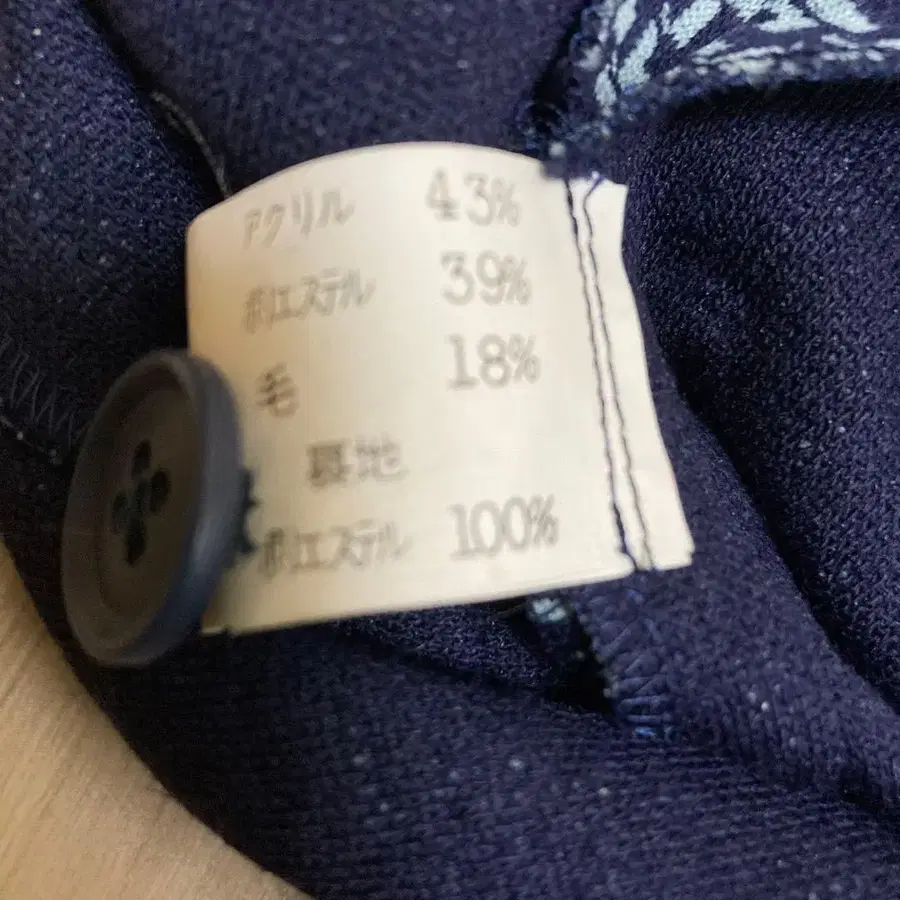 アクリル 43%
ポリエステル 39%
毛 18%
裏地
ポリエステル 100%